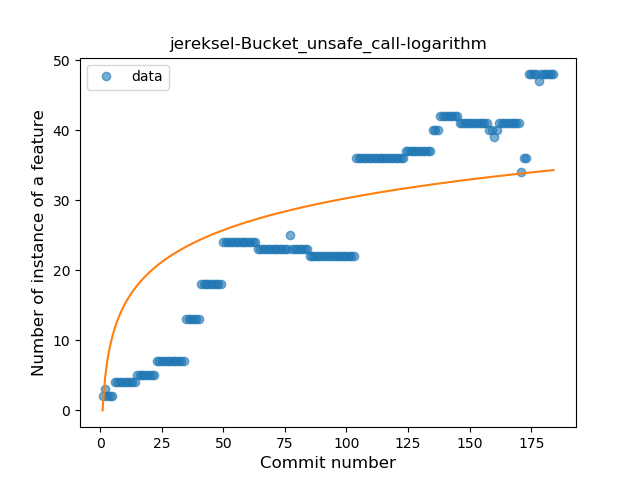 jereksel-Bucket_unsafe_call-logarithm
data
Number of instance of a feature
50
40
30
20
10
0
0 25 50 75 100 125 150 175
Commit number